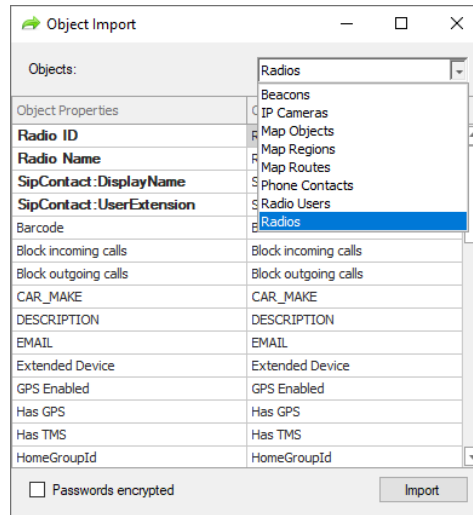 Object Import
Objects: Radios
Beacons
IP Cameras
Map Objects
Map Regions
Map Routes
Phone Contacts
Radio Users
Radios
Object Properties
Radio ID
Radio Name
SipContact:DisplayName
SipContact:UserExtension
Barcode
Block incoming calls Block incoming calls
Block outgoing calls Block outgoing calls
CAR_MAKE CAR_MAKE
DESCRIPTION DESCRIPTION
EMAIL EMAIL
Extended Device Extended Device
GPS Enabled GPS Enabled
Has GPS Has GPS
Has TMS Has TMS
HomeGroupId HomeGroupId
Passwords encrypted Import